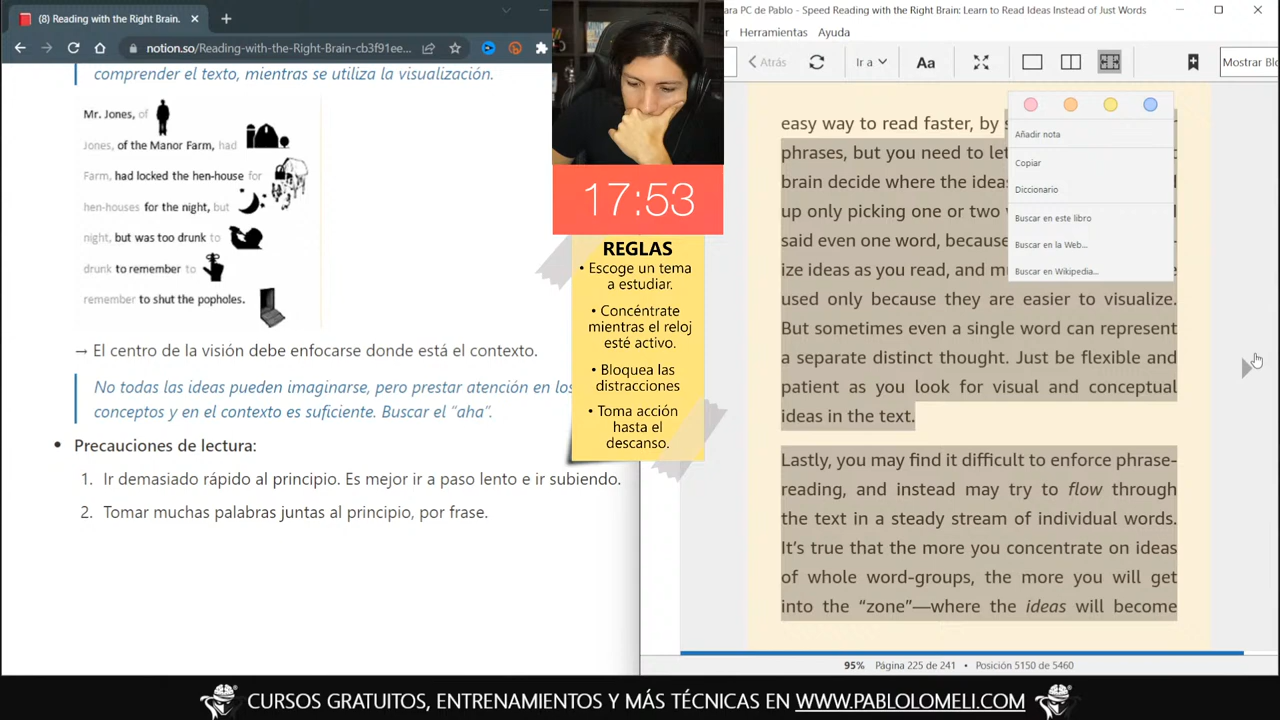 (8) Reading with the Right Brain.
notion.so/Reading-with-the-Right-Brain-cb3f91ee...
comprender el texto, mientras se utiliza la visualización.
Mr. Jones, of
Jones, of the Manor Farm, had
Farm, had locked the hen-house for
hen-houses for the night, but
night, but was too drunk to
drunk to remember to
remember to shut the popholes.
→ El centro de la visión debe enfocarse donde está el contexto.
No todas las ideas pueden imaginarse, pero prestar atención en los
conceptos y en el contexto es suficiente. Buscar el "aha".
• Precauciones de lectura:
1. Ir demasiado rápido al principio. Es mejor ir a paso lento e ir subiendo.
2. Tomar muchas palabras juntas al principio, por frase.
17:53
REGLAS
• Escoge un tema
a estudiar.
• Concéntrate
mientras el reloj
esté activo.
• Bloquea las
distracciones
• Toma acción
hasta el
descanso.
ara PC de Pablo - Speed Reading with the Right Brain: Learn to Read Ideas Instead of Just Words
Herramientas Ayuda
Atrás
Ir a
Aa
Mostrar Blo
easy way to read faster, by
phrases, but you need to let
brain decide where the ideas
up only picking one or two
said even one word, because
ize ideas as you read, and
used only because they are easier to visualize.
But sometimes even a single word can represent
a separate distinct thought. Just be flexible and
patient as you look for visual and conceptual
ideas in the text.
Lastly, you may find it difficult to enforce phrase-
reading, and instead may try to flow through
the text in a steady stream of individual words.
It's true that the more you concentrate on ideas
of whole word-groups, the more you will get
into the “zone”—where the ideas will become
Añadir nota
Copiar
Diccionario
Buscar en este libro
Buscar en la Web...
Buscar en Wikipedia...
95% Página 225 de 241 • Posición 5150 de 5460
CURSOS GRATUITOS, ENTRENAMIENTOS Y MÁS TÉCNICAS EN WWW.PABLOLOMELI.COM